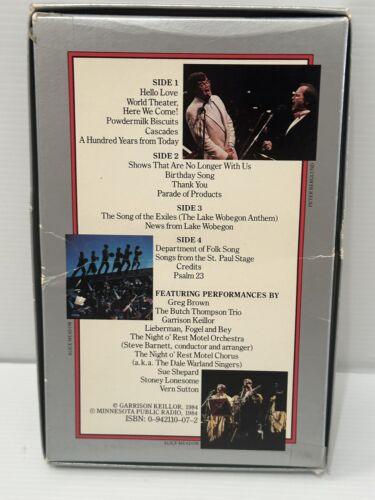 SIDE 1
Hello Love
World Theater,
Here We Come!
Powdermilk Biscuits
Cascades
A Hundred Years from Today
PETER BERGLUND
SIDE 2
Shows That Are No Longer With Us
Birthday Song
Thank You
Parade of Products
SIDE 3
The Song of the Exiles (The Lake Wobegon Anthem)
News from Lake Wobegon
SIDE 4
Department of Folk Song
Songs from the St. Paul Stage
Credits
Psalm 23
ALICE MEADOW
FEATURING PERFORMANCES BY
Greg Brown
The Butch Thompson Trio
Garrison Keillor
Lieberman, Fogel and Bey
The Night o' Rest Motel Orchestra
(Steve Barnett, conductor and arranger)
The Night o' Rest Motel Chorus
(a.k.a. The Dale Warland Singers)
Sue Shepard
Stoney Lonesome
Vern Sutton
© GARRISON KEILLOR, 1984
℗ MINNESOTA PUBLIC RADIO, 1984
ISBN: 0-942110-07-2
ALICE MEADOW